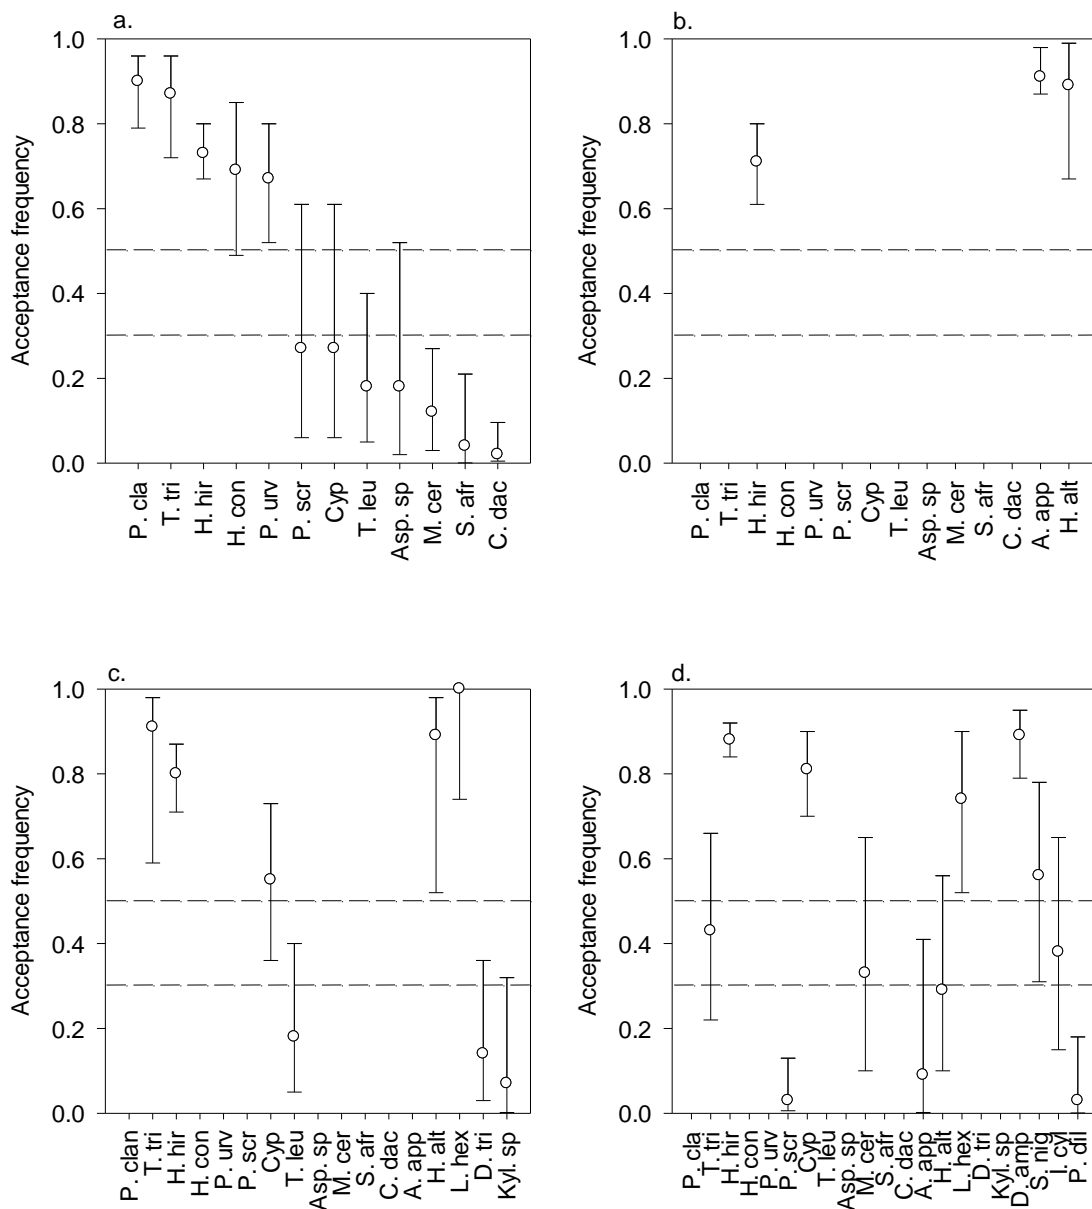 a.
1.0
0.8
0.6
0.4
0.2
0.0
Acceptance frequency
P. cla
T. tri
H. hir
H. con
P. urv
P. scr
Cyp
T. leu
Asp. sp
M. cer
S. afr
C. dac
b.
1.0
0.8
0.6
0.4
0.2
0.0
Acceptance frequency
P. cla
T. tri
H. hir
H. con
P. urv
P. scr
Cyp
T. leu
Asp. sp
M. cer
S. afr
C. dac
A. app
H. alt
c.
1.0
0.8
0.6
0.4
0.2
0.0
Acceptance frequency
P. clan
T. tri
H. hir
H. con
P. urv
P. scr
Cyp
T. leu
Asp. sp
M. cer
S. afr
C. dac
A. app
H. alt
L. hex
D. tri
Kyl. sp
d.
1.0
0.8
0.6
0.4
0.2
0.0
Acceptance frequency
P. cla
T. tri
H. hir
H. con
P. urv
P. scr
Cyp
T. leu
Asp. sp
M. cer
S. afr
C. dac
A. app
H. alt
L. hex
D. tri
Kyl. sp
D. amp
S. nig
I. cyl
P. dil